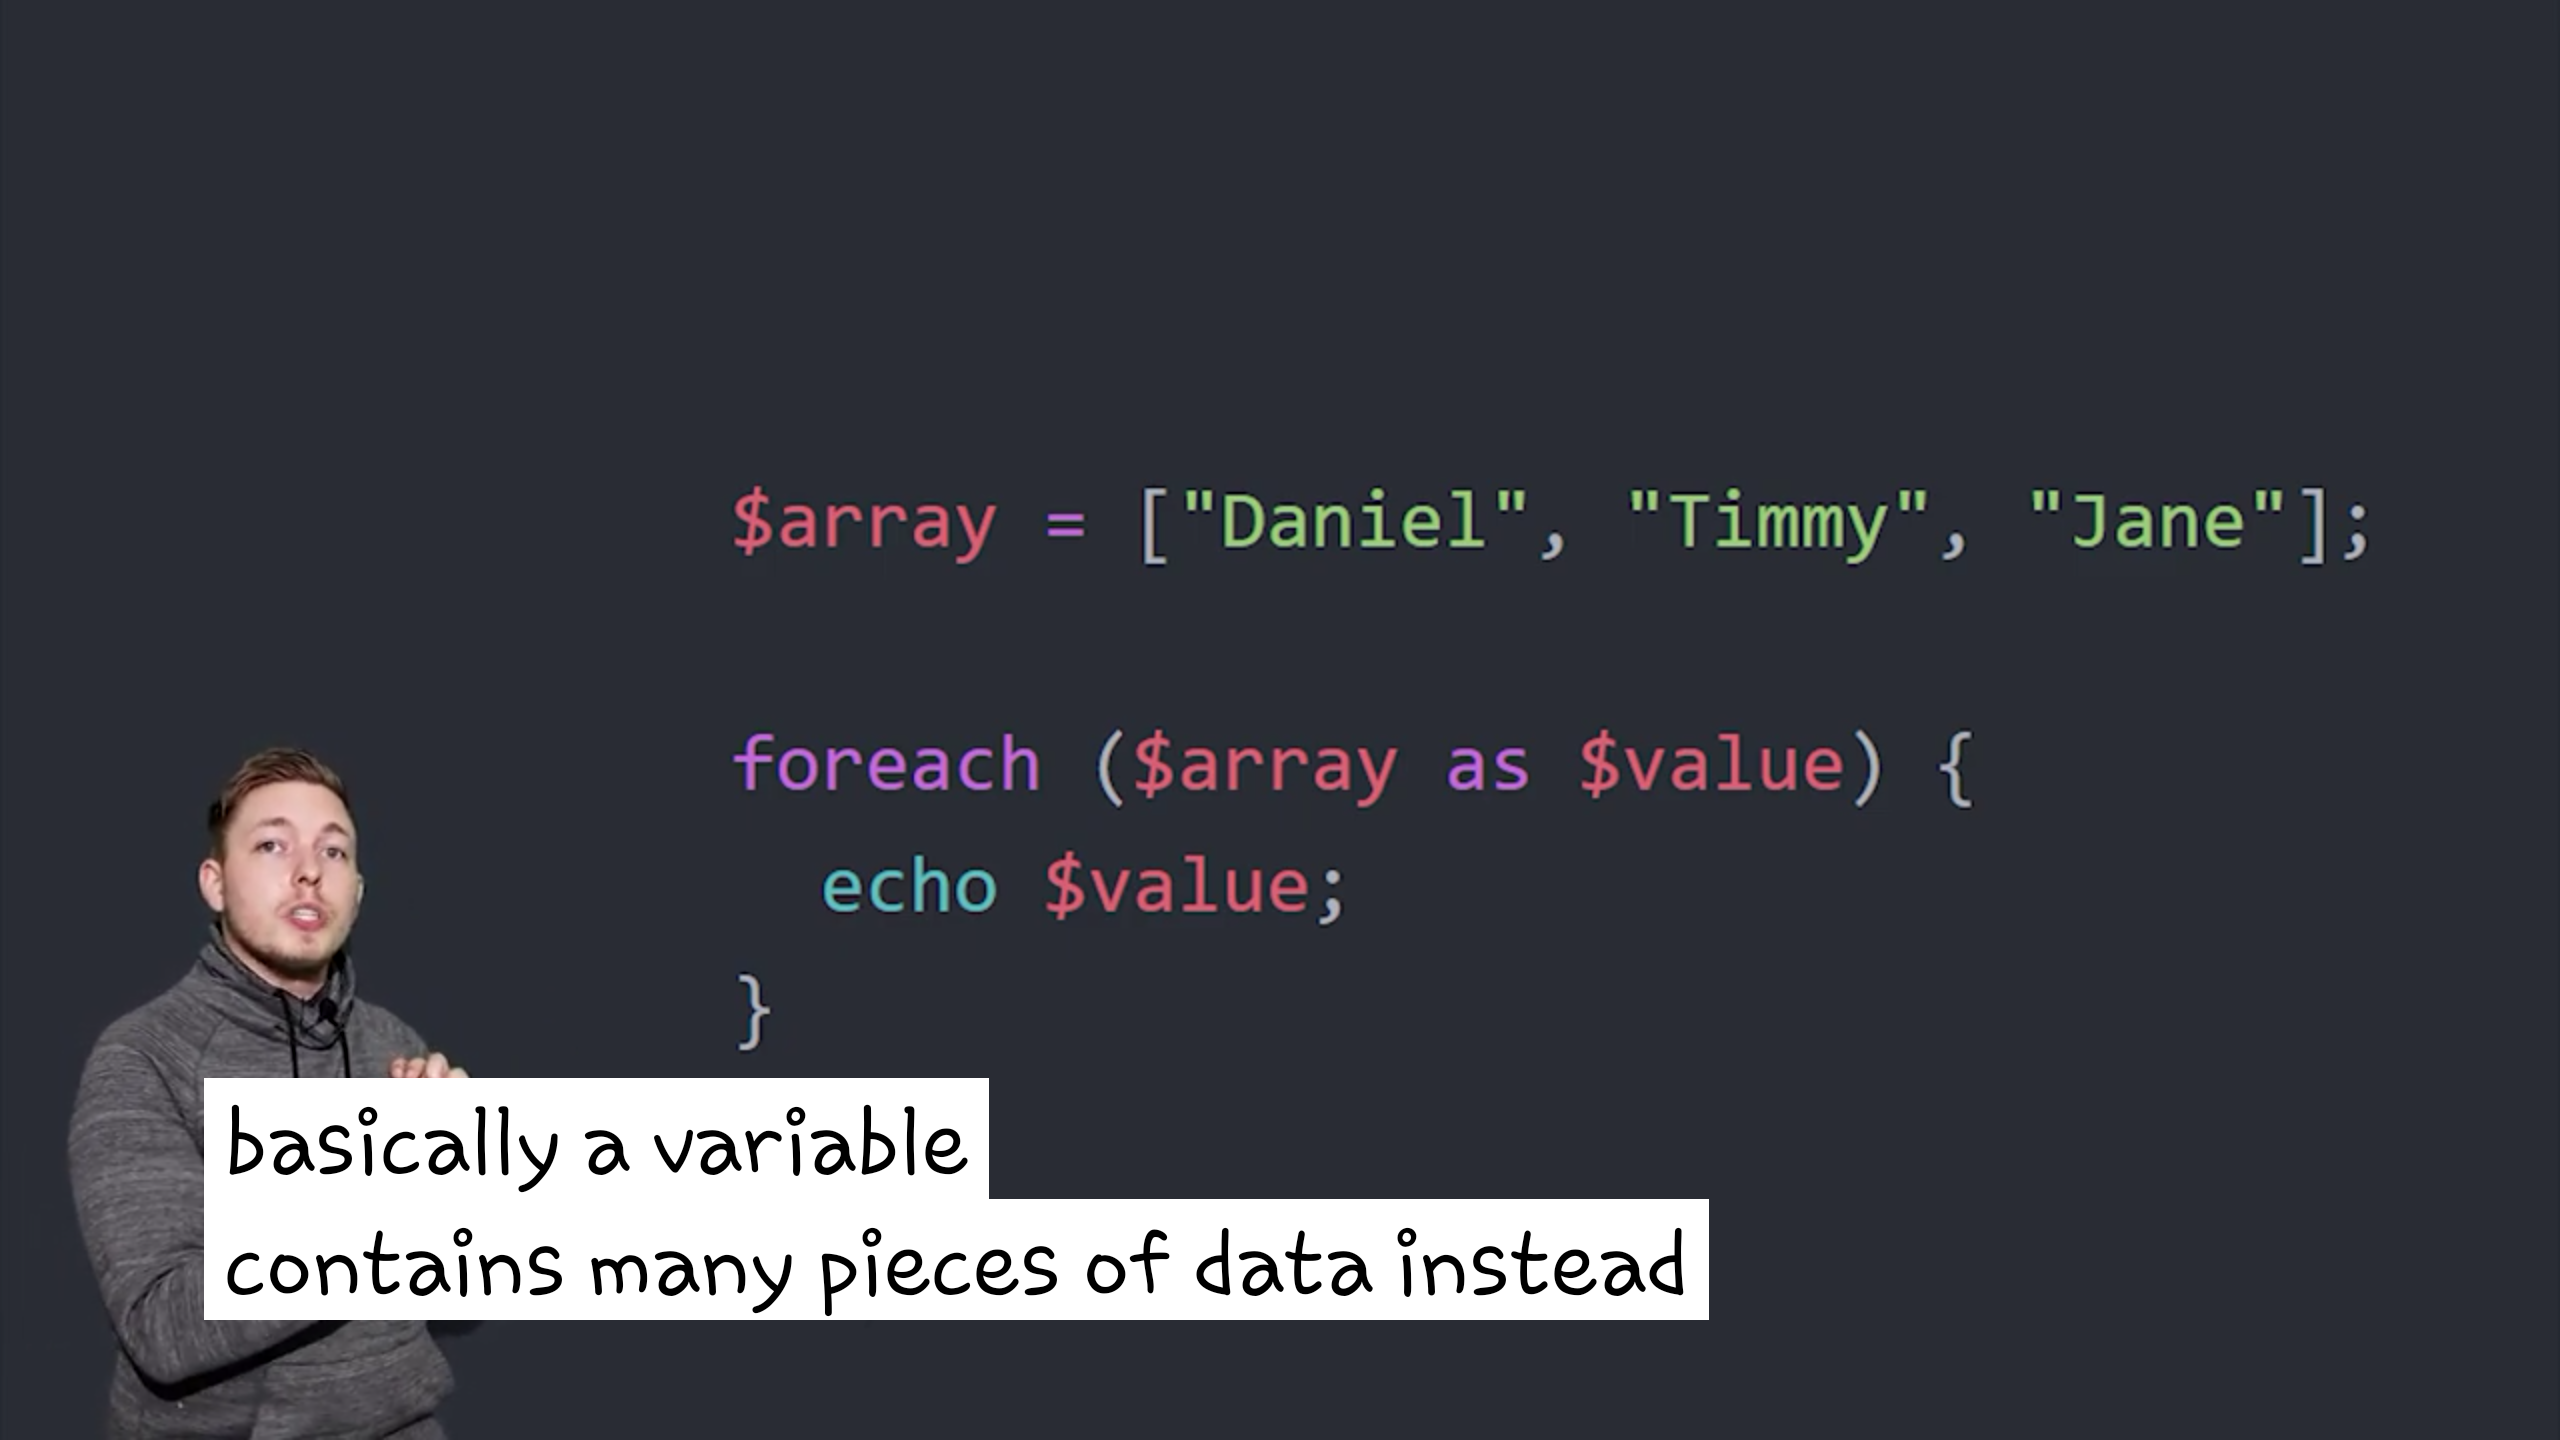 $array = ["Daniel", "Timmy", "Jane"];
foreach ($array as $value) {
echo $value;
}
basically a variable
contains many pieces of data instead